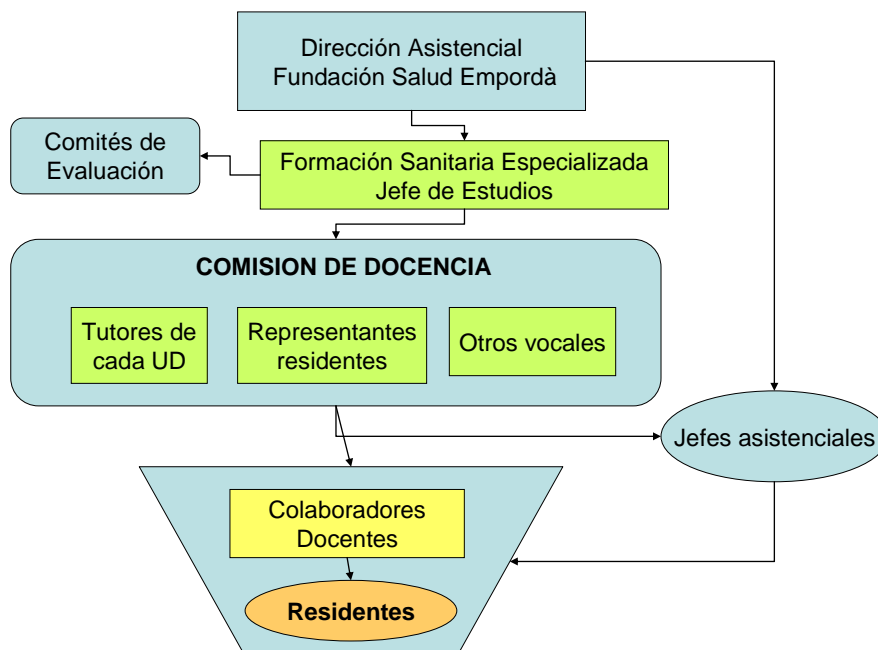 Dirección Asistencial
Fundación Salud Empordà
Comités de
Evaluación
Formación Sanitaria Especializada
Jefe de Estudios
COMISION DE DOCENCIA
Tutores de
cada UD
Representantes
residentes
Otros vocales
Jefes asistenciales
Colaboradores
Docentes
Residentes